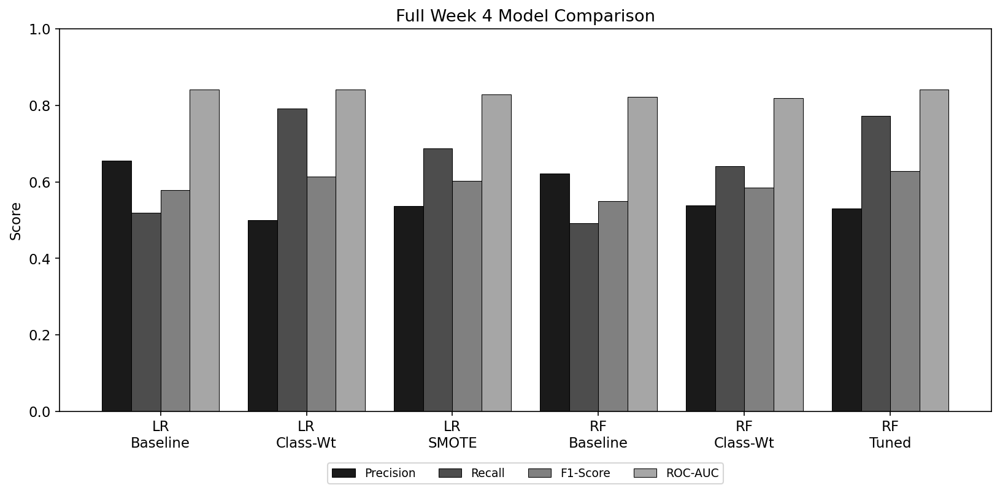 Full Week 4 Model Comparison
1.0
0.8
0.6
0.4
0.2
0.0
Score
LR
Baseline
LR
Class-Wt
LR
SMOTE
RF
Baseline
RF
Class-Wt
RF
Tuned
Precision
Recall
F1-Score
ROC-AUC